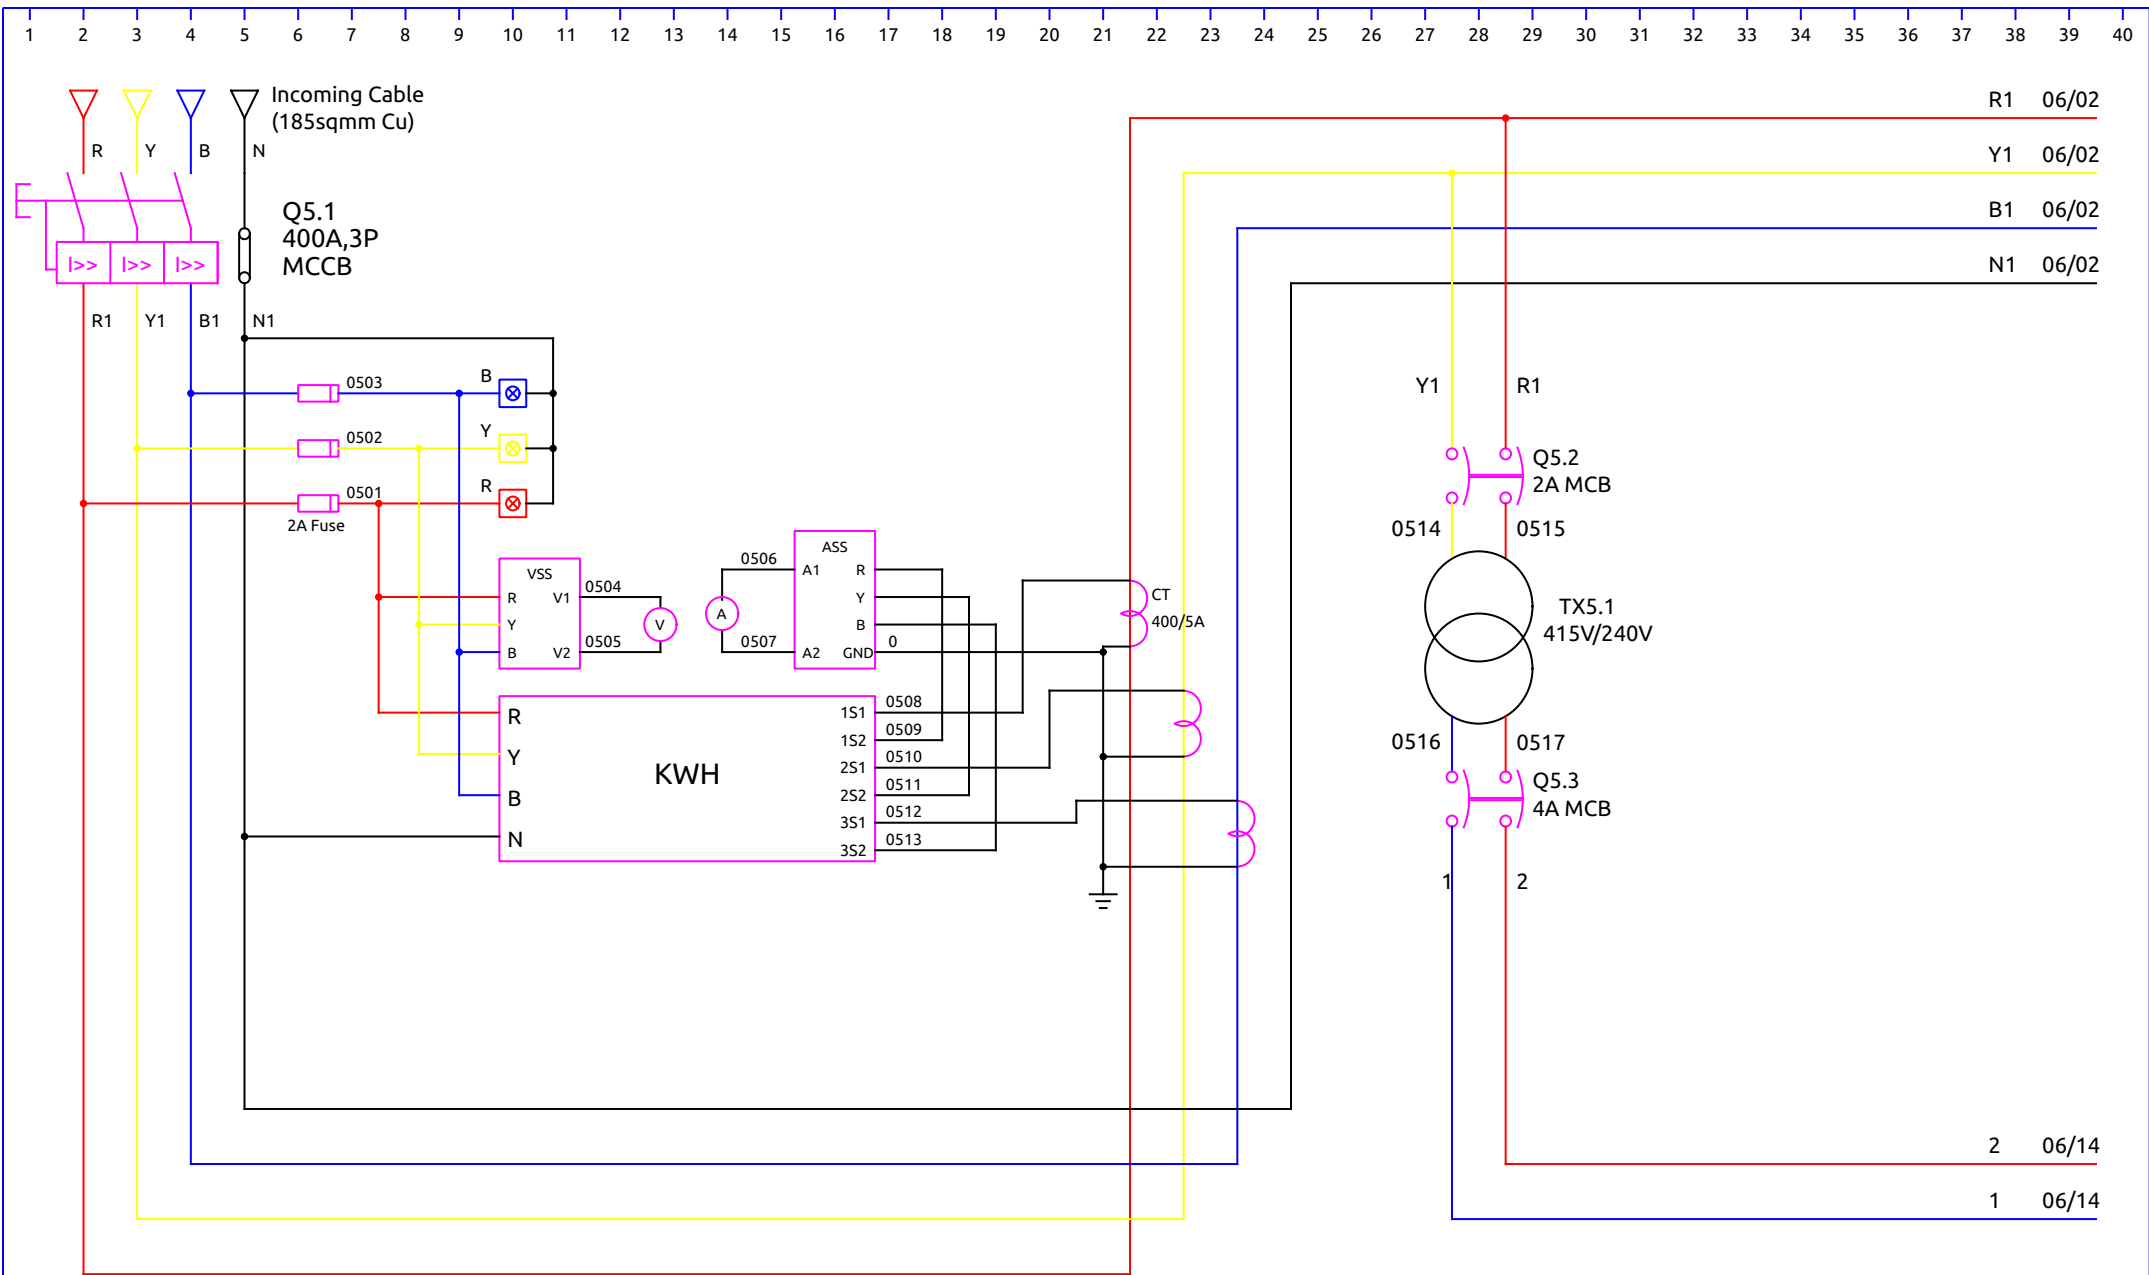 1 2 3 4 5 6 7 8 9 10 11 12 13 14 15 16 17 18 19 20 21 22 23 24 25 26 27 28 29 30 31 32 33 34 35 36 37 38 39 40
Incoming Cable
(185sqmm Cu)
R Y B N
Q5.1
400A,3P
MCCB
I>> I>> I>>
R1 Y1 B1 N1
R1 06/02
Y1 06/02
B1 06/02
N1 06/02
0503
B
0502
Y
0501
R
2A Fuse
VSS
R V1
Y
B V2
0504
0505
V
A
0506
0507
ASS
A1 R
Y
B
A2 GND
0
CT
400/5A
KWH
R
Y
B
N
1S1 0508
1S2 0509
2S1 0510
2S2 0511
3S1 0512
3S2 0513
Y1 R1
Q5.2
2A MCB
0514 0515
TX5.1
415V/240V
0516 0517
Q5.3
4A MCB
1 2
2 06/14
1 06/14